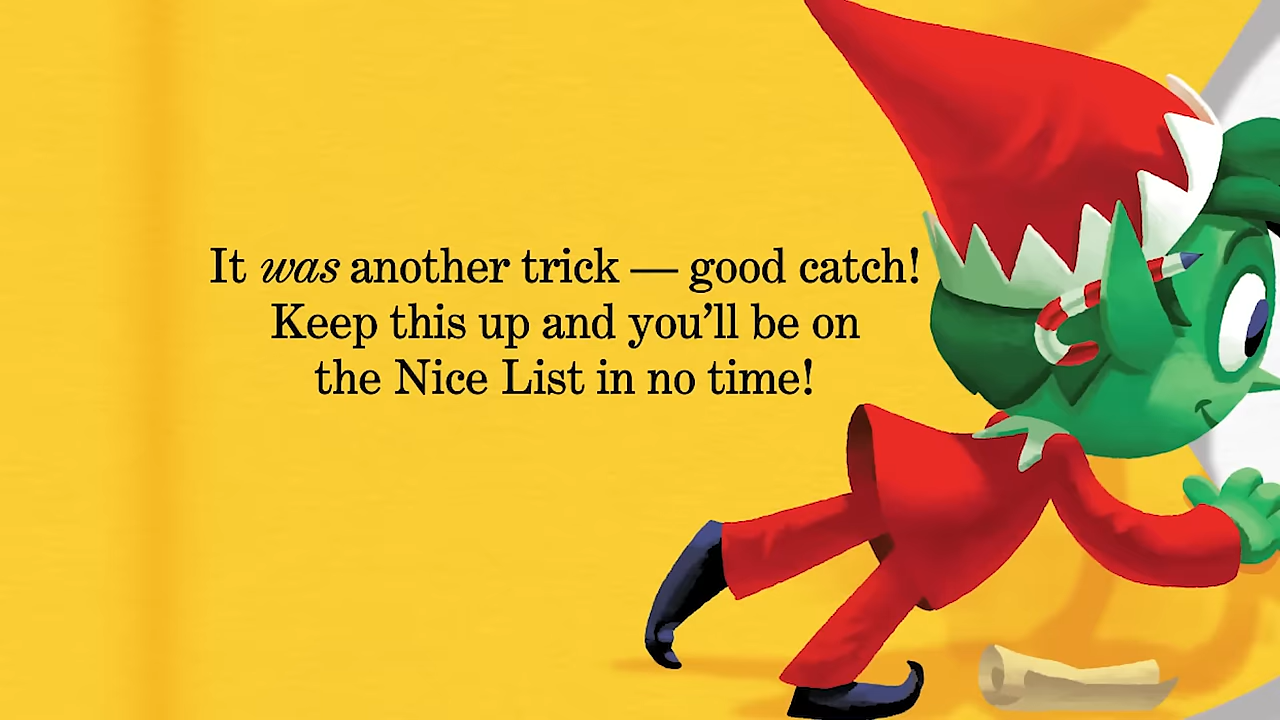 It was another trick — good catch!
Keep this up and you’ll be on
the Nice List in no time!